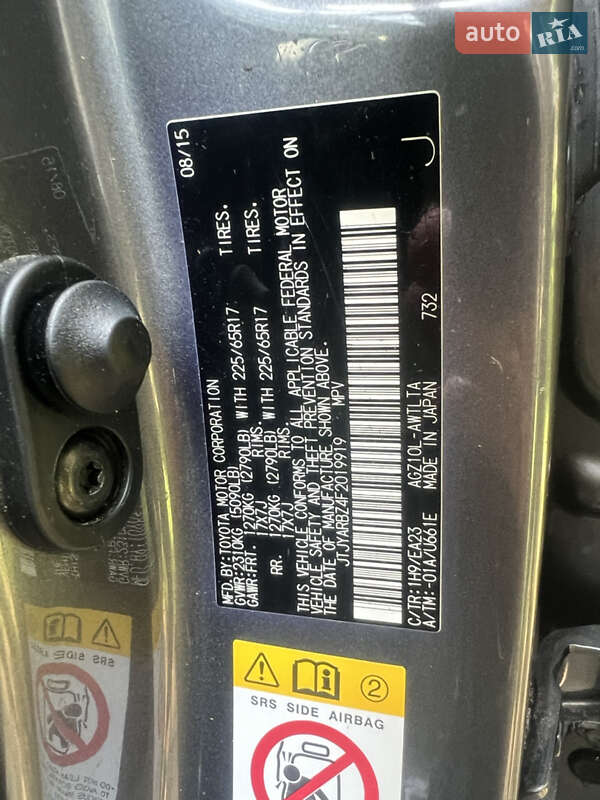 auto RIA.com
08/15
MFD.BY:TOYOTA MOTOR CORPORATION
GVWR:2310KG (5090LB)
GAWR:FRT. 1270KG (2790LB) WITH 225/65R17 TIRES.
17X7J RIMS.
RR. 1270KG (2790LB) WITH 225/65R17 TIRES.
17X7J RIMS.
THIS VEHICLE CONFORMS TO ALL APPLICABLE FEDERAL MOTOR
VEHICLE SAFETY AND THEFT PREVENTION STANDARDS IN EFFECT ON
THE DATE OF MANUFACTURE SHOWN ABOVE.
JTJYARBZ4F2019919 MPV
J
C/TR:1H9/EA23 AGZ10L-AWTLTA 732
A/TM:-01A/U661E MADE IN JAPAN
2
SRS SIDE AIRBAG